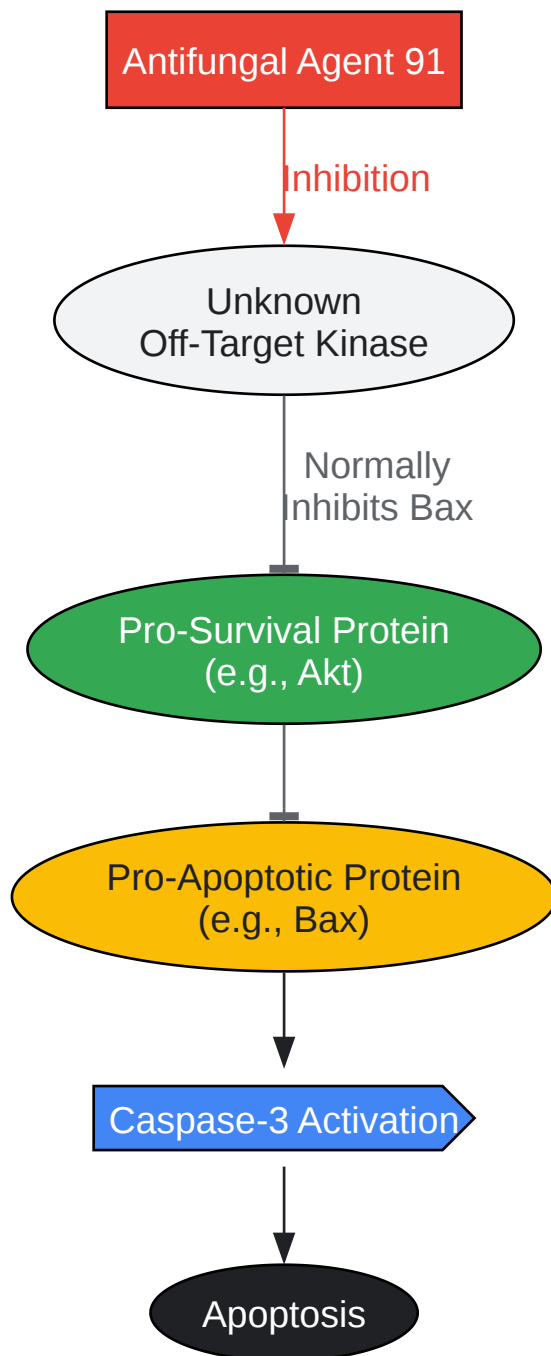 Antifungal Agent 91
Inhibition
Unknown
Off-Target Kinase
Normally
Inhibits Bax
Pro-Survival Protein
(e.g., Akt)
Pro-Apoptotic Protein
(e.g., Bax)
Caspase-3 Activation
Apoptosis